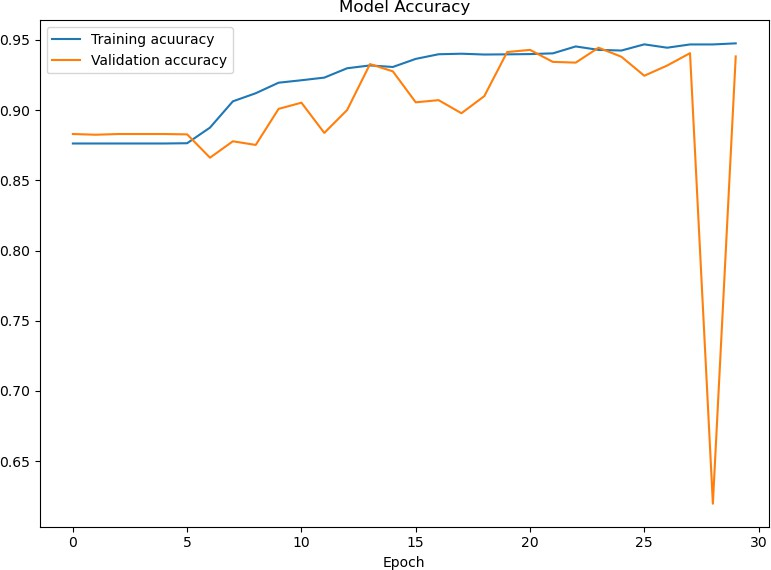 Model Accuracy
Training acuuracy
Validation accuracy
0.95
0.90
0.85
0.80
0.75
0.70
0.65
0 5 10 15 20 25 30
Epoch